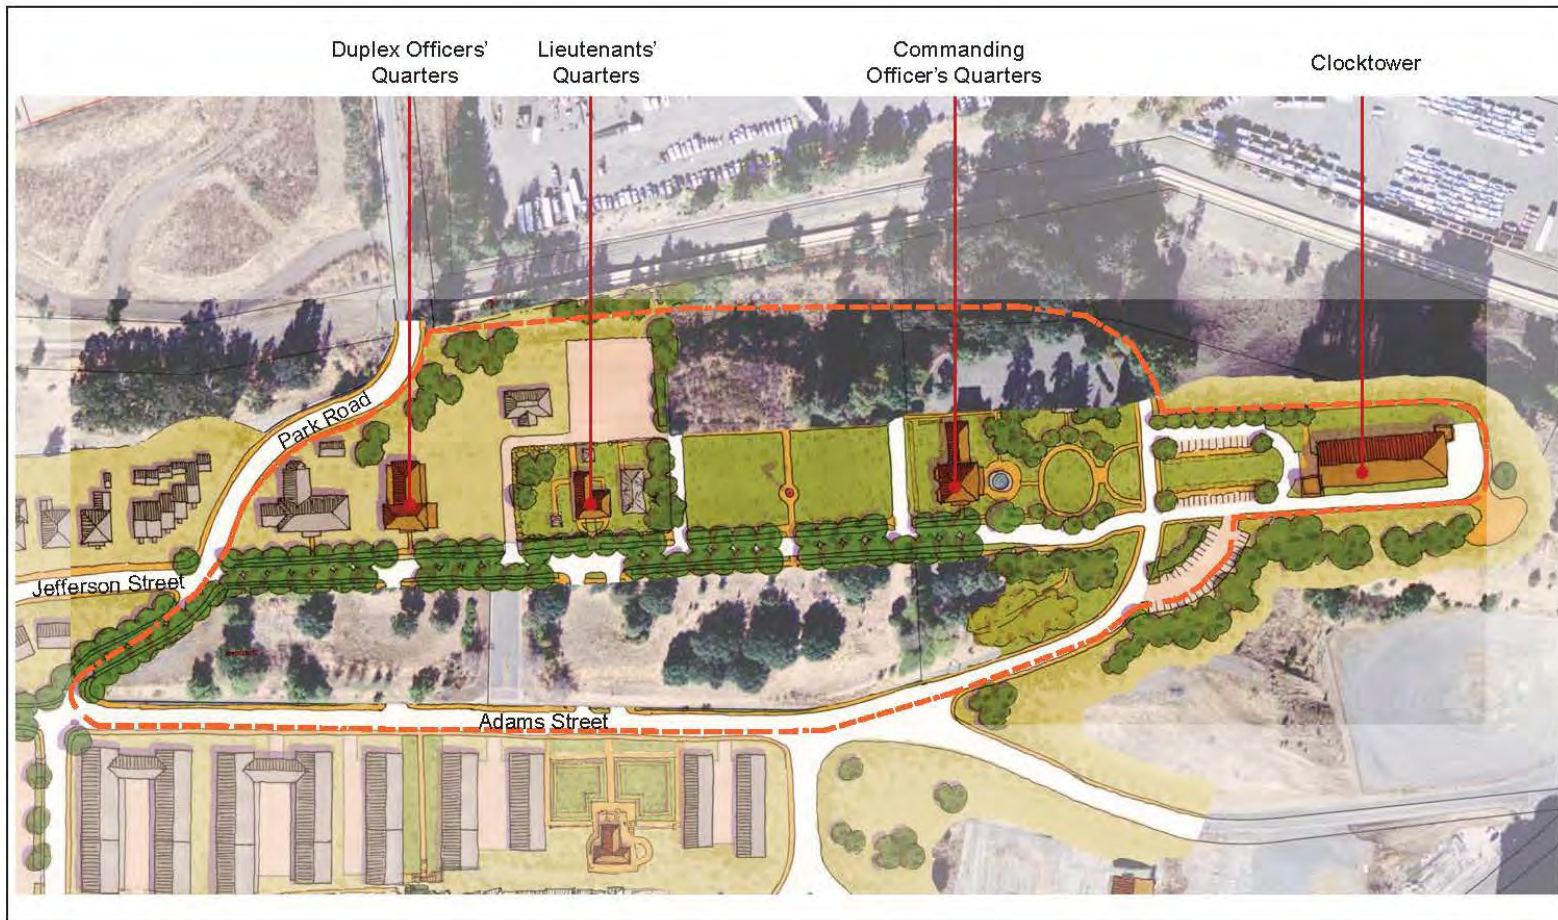 Duplex Officers'
Quarters
Lieutenants'
Quarters
Commanding
Officer's Quarters
Clocktower
Park Road
Jefferson Street
Adams Street